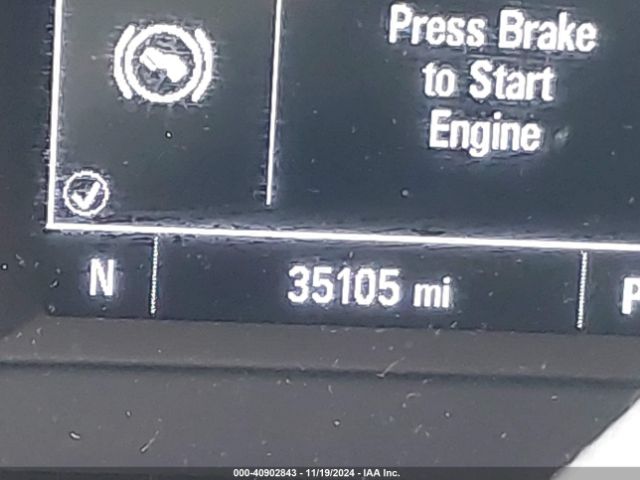 Press Brake
to Start
Engine
N 35105 mi P
000-40902843 - 11/19/2024 - IAA Inc.